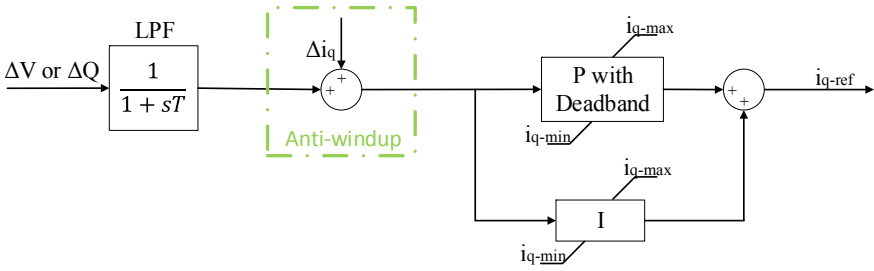 LPF
ΔV or ΔQ
1
1 + sT
Δiq
+
+
Anti-windup
iq-max
P with
Deadband
iq-min
+
+
iq-ref
iq-max
I
iq-min